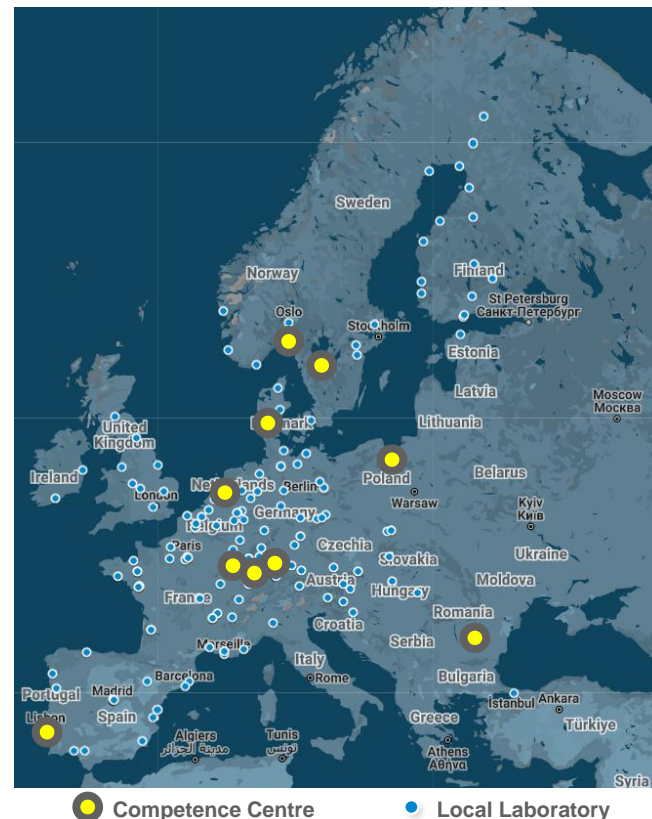 Sweden
Norway
Finland
St Petersburg
Санкт-Петербург
Oslo
Stockholm
Estonia
Latvia
Moscow
Москва
Denmark
Lithuania
United
Kingdom
Ireland
Belarus
Poland
Netherlands
Berlin
London
Warsaw
Kyiv
Київ
Belgium
Germany
Paris
Czechia
Slovakia
Ukraine
Austria
Moldova
France
Hungary
Romania
Croatia
Serbia
Marseille
Italy
Bulgaria
Barcelona
Rome
Portugal
Madrid
İstanbul
Ankara
Lisbon
Spain
Greece
Türkiye
Algiers
مدينة الجزائر
Tunis
تونس
Athens
Αθήνα
Syria
Competence Centre
Local Laboratory